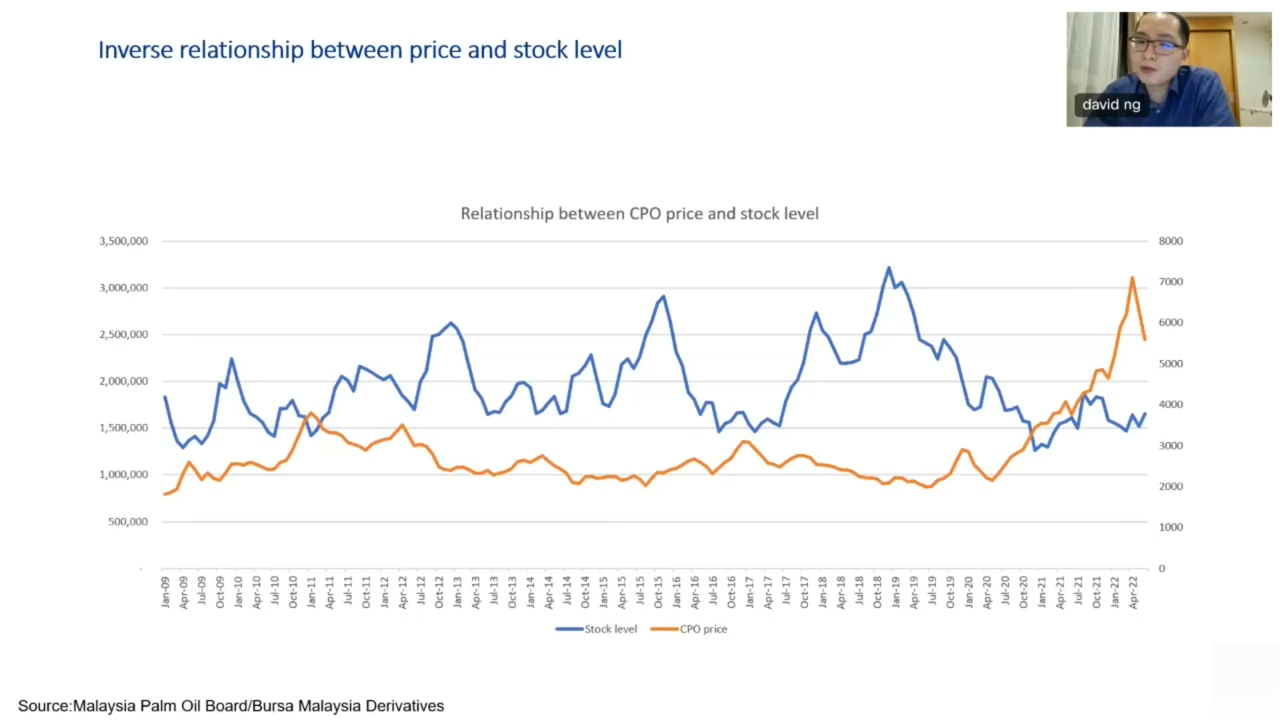 Inverse relationship between price and stock level
david ng
Relationship between CPO price and stock level
3,500,000
3,000,000
2,500,000
2,000,000
1,500,000
1,000,000
500,000
-
8000
7000
6000
5000
4000
3000
2000
1000
0
Jan-09
Apr-09
Jul-09
Oct-09
Jan-10
Apr-10
Jul-10
Oct-10
Jan-11
Apr-11
Jul-11
Oct-11
Jan-12
Apr-12
Jul-12
Oct-12
Jan-13
Apr-13
Jul-13
Oct-13
Jan-14
Apr-14
Jul-14
Oct-14
Jan-15
Apr-15
Jul-15
Oct-15
Jan-16
Apr-16
Jul-16
Oct-16
Jan-17
Apr-17
Jul-17
Oct-17
Jan-18
Apr-18
Jul-18
Oct-18
Jan-19
Apr-19
Jul-19
Oct-19
Jan-20
Apr-20
Jul-20
Oct-20
Jan-21
Apr-21
Jul-21
Oct-21
Jan-22
Apr-22
Stock level
CPO price
Source:Malaysia Palm Oil Board/Bursa Malaysia Derivatives